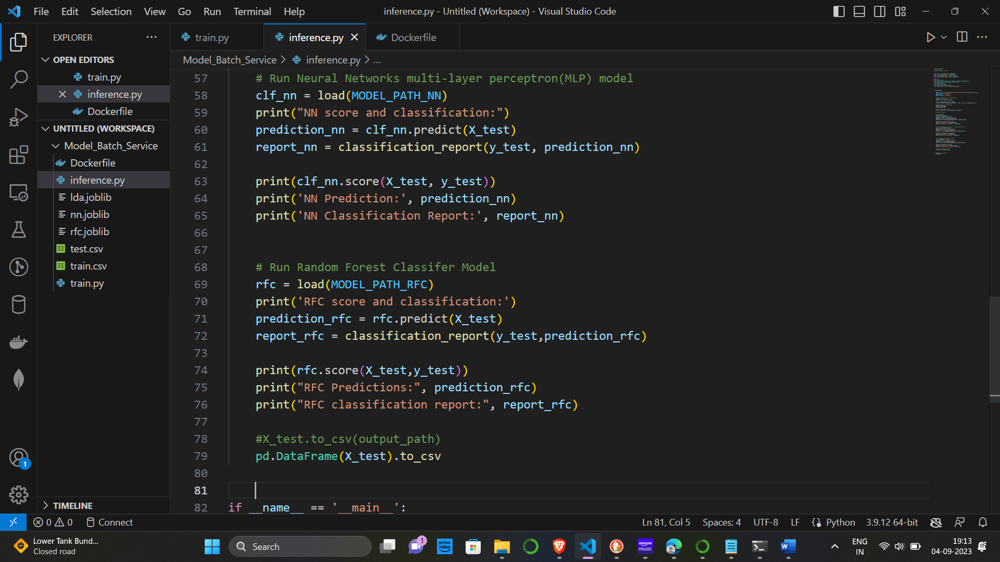 File Edit Selection View Go Run Terminal Help
inference.py - Untitled (Workspace) - Visual Studio Code
EXPLORER
OPEN EDITORS
train.py
inference.py
Dockerfile
UNTITLED (WORKSPACE)
Model_Batch_Service
Dockerfile
inference.py
lda.joblib
nn.joblib
rfc.joblib
test.csv
train.csv
train.py
TIMELINE
train.py inference.py Dockerfile
Model_Batch_Service > inference.py > ...
57 # Run Neural Networks multi-layer perceptron(MLP) model
58 clf_nn = load(MODEL_PATH_NN)
59 print("NN score and classification:")
60 prediction_nn = clf_nn.predict(X_test)
61 report_nn = classification_report(y_test, prediction_nn)
62
63 print(clf_nn.score(X_test, y_test))
64 print('NN Prediction:', prediction_nn)
65 print('NN Classification Report:', report_nn)
66
67
68 # Run Random Forest Classifer Model
69 rfc = load(MODEL_PATH_RFC)
70 print('RFC score and classification:')
71 prediction_rfc = rfc.predict(X_test)
72 report_rfc = classification_report(y_test,prediction_rfc)
73
74 print(rfc.score(X_test,y_test))
75 print("RFC Predictions:", prediction_rfc)
76 print("RFC classification report:", report_rfc)
77
78 #X_test.to_csv(output_path)
79 pd.DataFrame(X_test).to_csv
80
81
82 if __name__ == '__main__':
1
0 0 Connect
Ln 81, Col 5 Spaces: 4 UTF-8 LF Python 3.9.12 64-bit
Lower Tank Bund...
Closed road
Search
1
prime video
amazon music
W
ENG
IN
19:13
04-09-2023